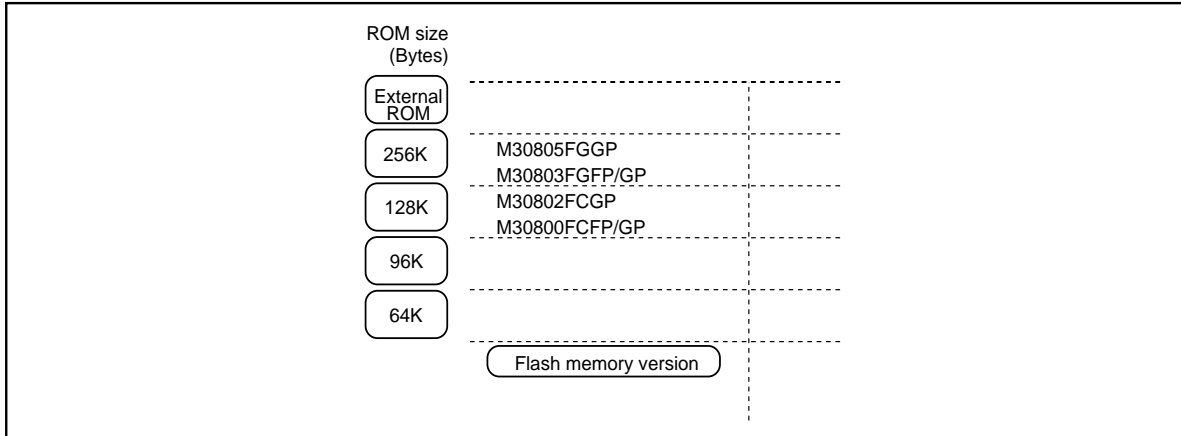 ROM size
(Bytes)
External
ROM
256K
M30805FGGP
M30803FGFP/GP
128K
M30802FCGP
M30800FCFP/GP
96K
64K
Flash memory version